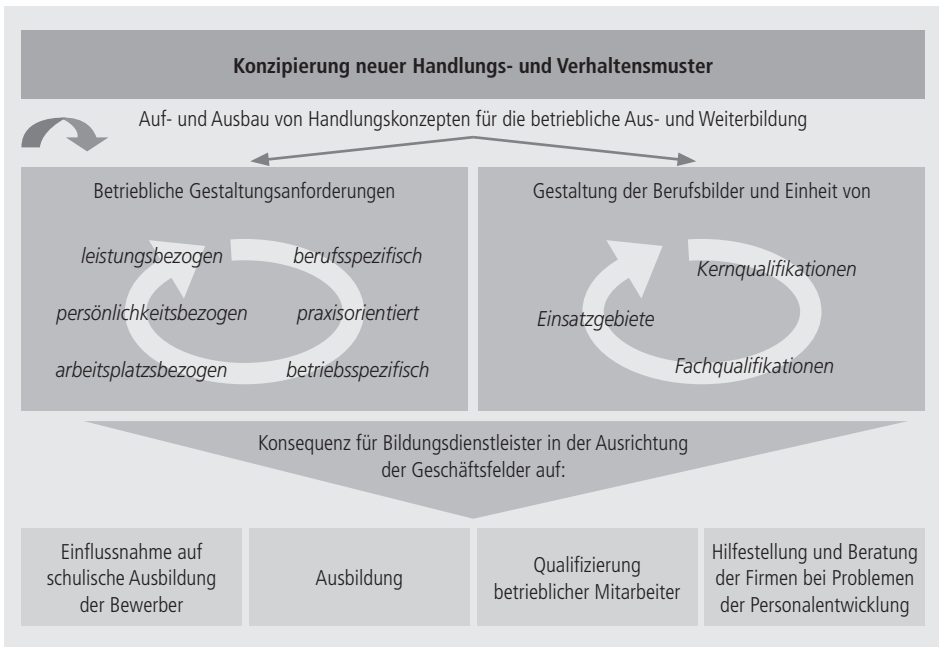 Konzipierung neuer Handlungs- und Verhaltensmuster
Auf- und Ausbau von Handlungskonzepten für die betriebliche Aus- und Weiterbildung
Betriebliche Gestaltungsanforderungen
leistungsbezogen
berufsspezifisch
persönlichkeitsbezogen
praxisorientiert
arbeitsplatzsbezogen
betriebsspezifisch
Gestaltung der Berufsbilder und Einheit von
Kernqualifikationen
Einsatzgebiete
Fachqualifikationen
Konsequenz für Bildungsdienstleister in der Ausrichtung
der Geschäftsfelder auf:
Einflussnahme auf
schulische Ausbildung
der Bewerber
Ausbildung
Qualifizierung
betrieblicher Mitarbeiter
Hilfestellung und Beratung
der Firmen bei Problemen
der Personalentwicklung